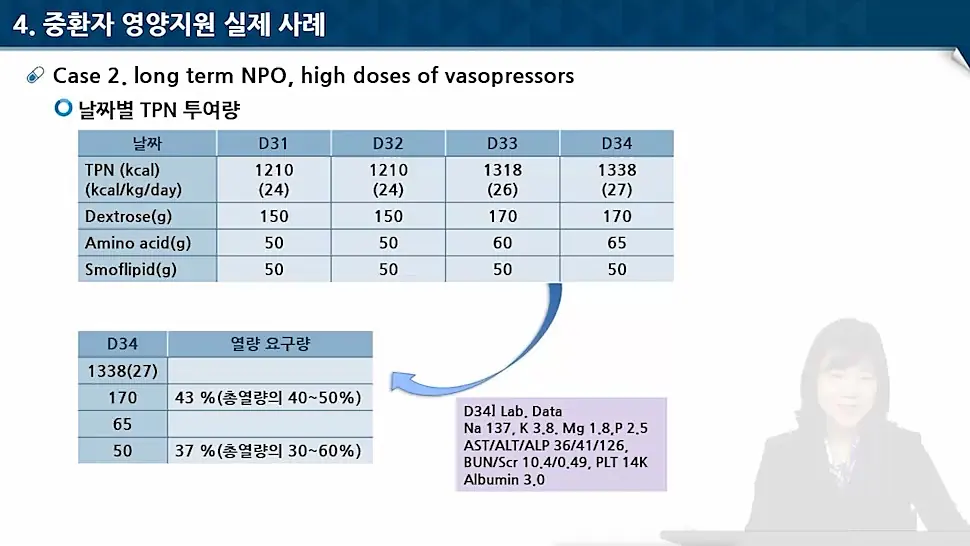 4. 중환자 영양지원 실제 사례
Case 2. long term NPO, high doses of vasopressors
날짜별 TPN 투여량
날짜 D31 D32 D33 D34
TPN (kcal) 1210 1210 1318 1338
(kcal/kg/day) (24) (24) (26) (27)
Dextrose(g) 150 150 170 170
Amino acid(g) 50 50 60 65
Smoflipid(g) 50 50 50 50
D34 열량 요구량
1338(27)
170 43 %(총열량의 40~50%)
65
50 37 %(총열량의 30~60%)
D34] Lab. Data
Na 137, K 3.8. Mg 1.8,P 2.5
AST/ALT/ALP 36/41/126,
BUN/Scr 10.4/0.49, PLT 14K
Albumin 3.0